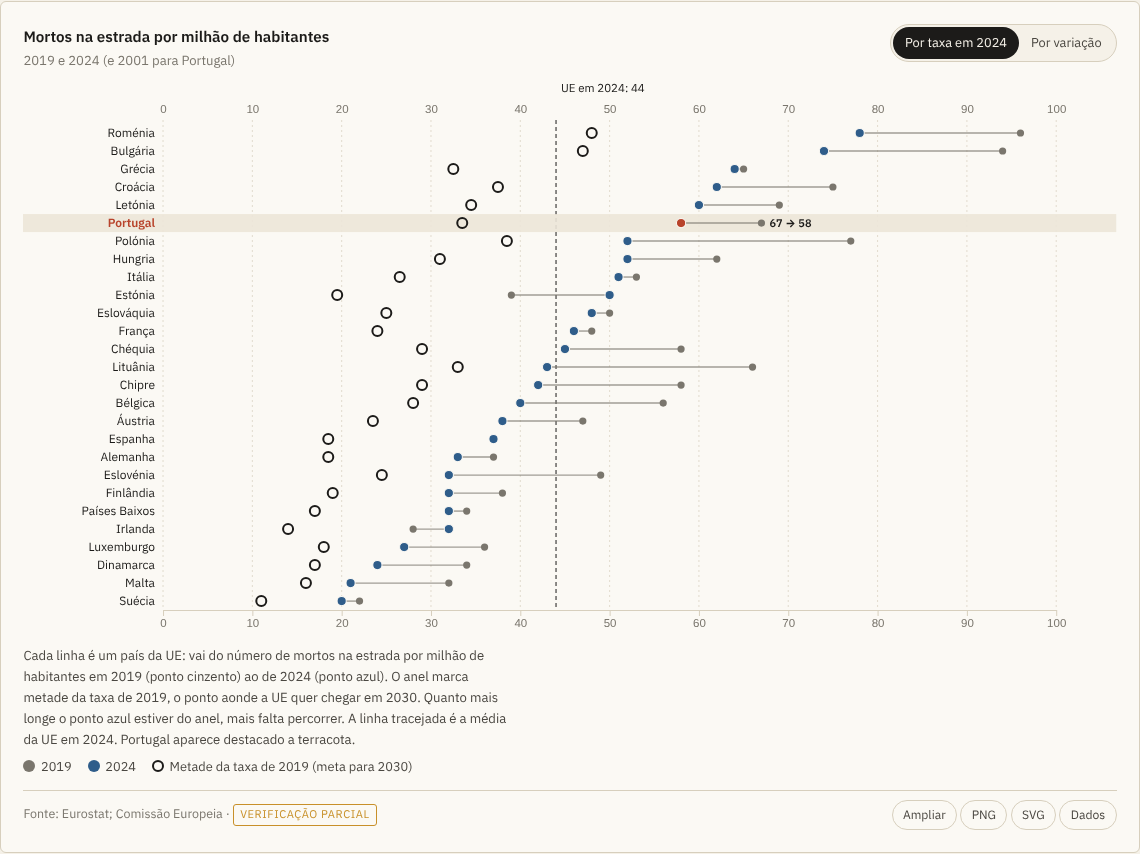 Mortos na estrada por milhão de habitantes
2019 e 2024 (e 2001 para Portugal)
Por taxa em 2024 Por variação
UE em 2024: 44
0 10 20 30 40 50 60 70 80 90 100
Roménia
Bulgária
Grécia
Croácia
Letónia
Portugal 67 → 58
Polónia
Hungria
Itália
Estónia
Eslováquia
França
Chéquia
Lituânia
Chipre
Bélgica
Áustria
Espanha
Alemanha
Eslovénia
Finlândia
Países Baixos
Irlanda
Luxemburgo
Dinamarca
Malta
Suécia
0 10 20 30 40 50 60 70 80 90 100
Cada linha é um país da UE: vai do número de mortos na estrada por milhão de
habitantes em 2019 (ponto cinzento) ao de 2024 (ponto azul). O anel marca
metade da taxa de 2019, o ponto aonde a UE quer chegar em 2030. Quanto mais
longe o ponto azul estiver do anel, mais falta percorrer. A linha tracejada é a média
da UE em 2024. Portugal aparece destacado a terracota.
2019 2024 Metade da taxa de 2019 (meta para 2030)
Fonte: Eurostat; Comissão Europeia · VERIFICAÇÃO PARCIAL
Ampliar PNG SVG Dados